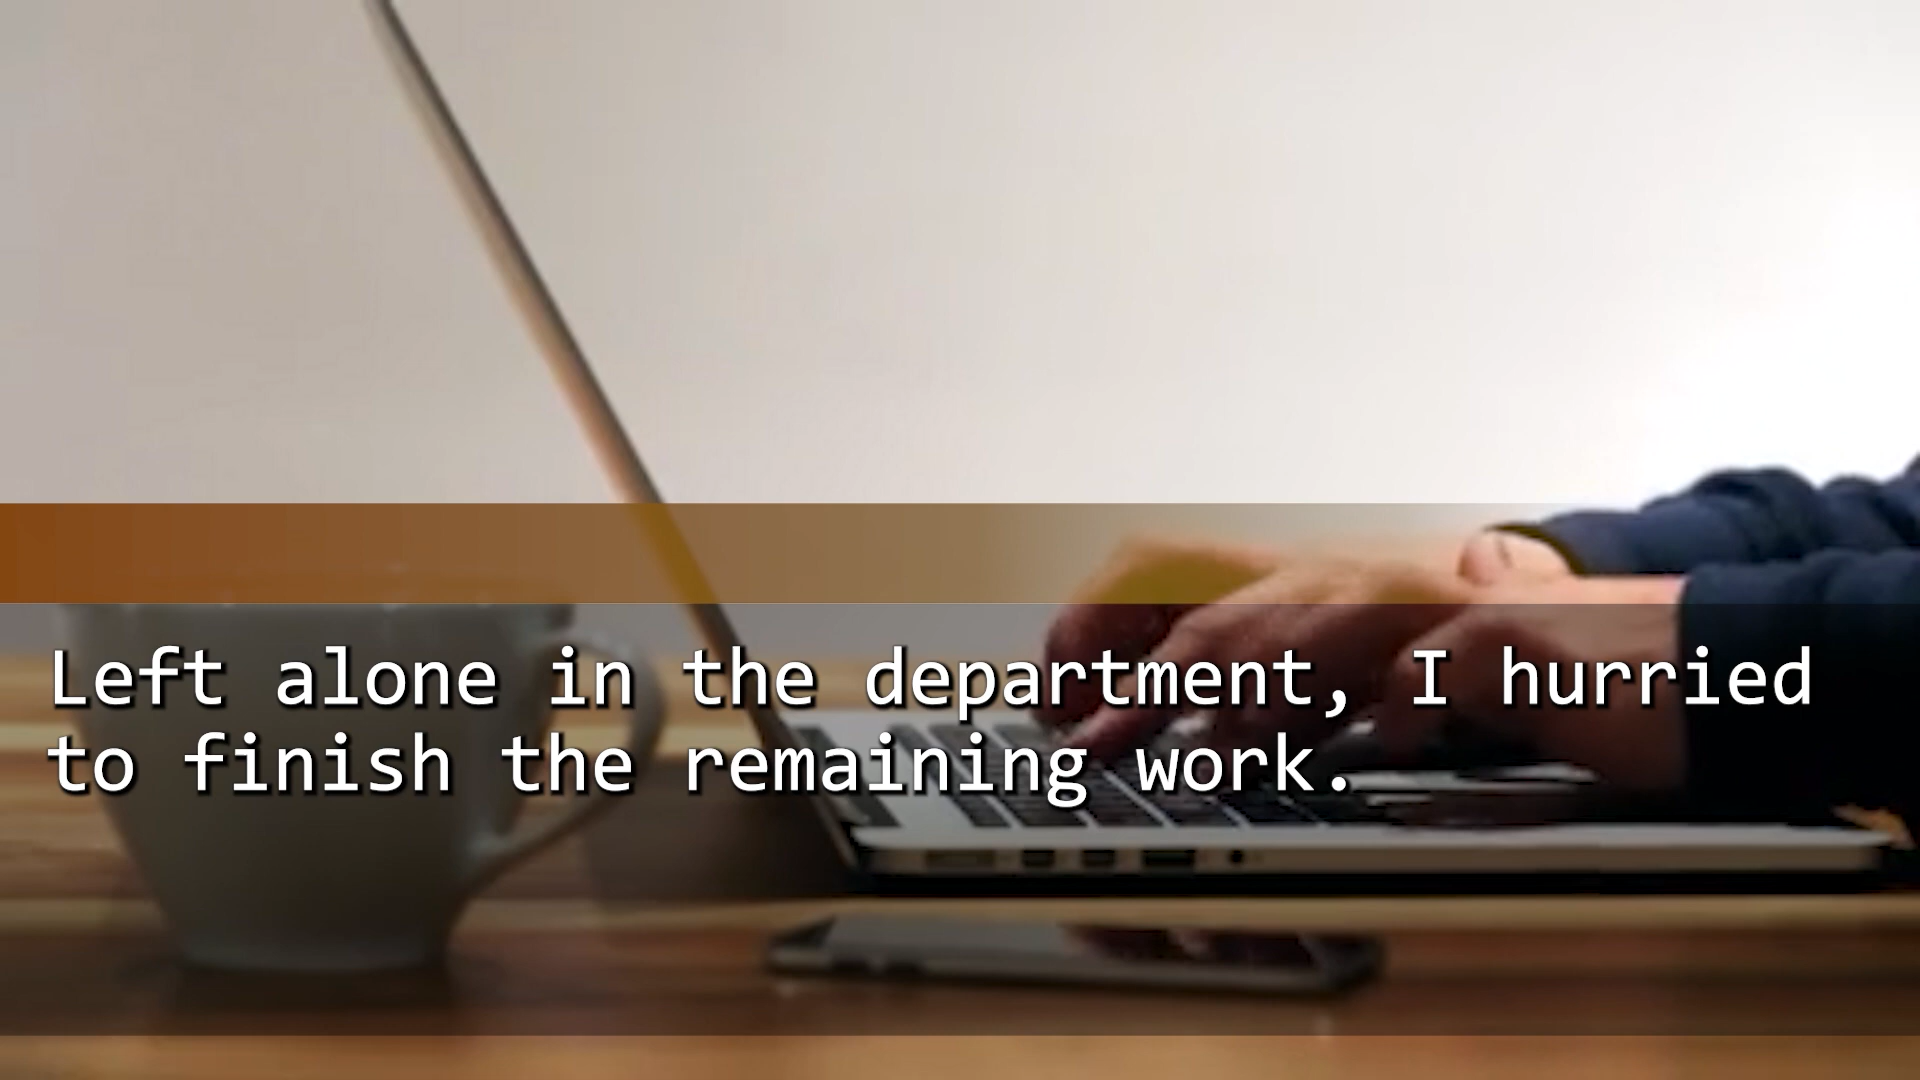 Left alone in the department, I hurried
to finish the remaining work.